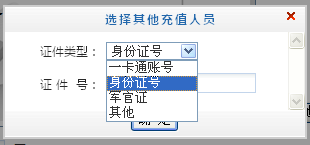 选择其他充值人员
证件类型： 身份证号
一卡通账号
证 件 号： 身份证号
军官证
其他
确 定